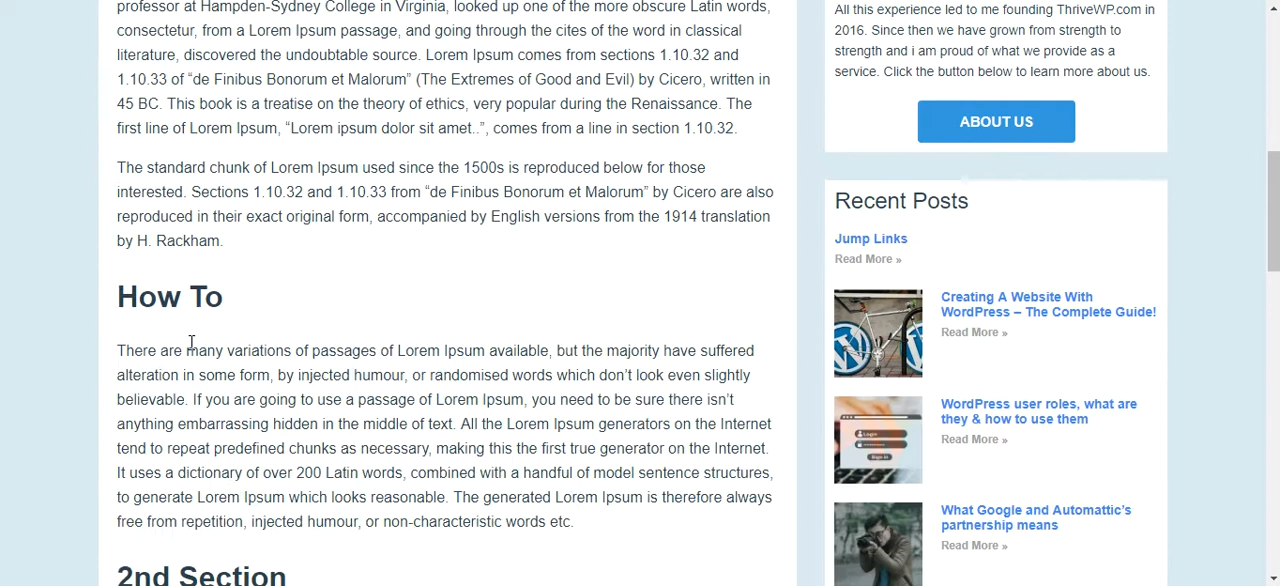 professor at Hampden-Sydney College in Virginia, looked up one of the more obscure Latin words,
consectetur, from a Lorem Ipsum passage, and going through the cites of the word in classical
literature, discovered the undoubtable source. Lorem Ipsum comes from sections 1.10.32 and
1.10.33 of “de Finibus Bonorum et Malorum” (The Extremes of Good and Evil) by Cicero, written in
45 BC. This book is a treatise on the theory of ethics, very popular during the Renaissance. The
first line of Lorem Ipsum, “Lorem ipsum dolor sit amet..”, comes from a line in section 1.10.32.
The standard chunk of Lorem Ipsum used since the 1500s is reproduced below for those
interested. Sections 1.10.32 and 1.10.33 from “de Finibus Bonorum et Malorum” by Cicero are also
reproduced in their exact original form, accompanied by English versions from the 1914 translation
by H. Rackham.
How To
There are many variations of passages of Lorem Ipsum available, but the majority have suffered
alteration in some form, by injected humour, or randomised words which don’t look even slightly
believable. If you are going to use a passage of Lorem Ipsum, you need to be sure there isn’t
anything embarrassing hidden in the middle of text. All the Lorem Ipsum generators on the Internet
tend to repeat predefined chunks as necessary, making this the first true generator on the Internet.
It uses a dictionary of over 200 Latin words, combined with a handful of model sentence structures,
to generate Lorem Ipsum which looks reasonable. The generated Lorem Ipsum is therefore always
free from repetition, injected humour, or non-characteristic words etc.
2nd Section
All this experience led to me founding ThriveWP.com in
2016. Since then we have grown from strength to
strength and i am proud of what we provide as a
service. Click the button below to learn more about us.
ABOUT US
Recent Posts
Jump Links
Read More »
Creating A Website With
WordPress – The Complete Guide!
Read More »
Login
Sign in
WordPress user roles, what are
they & how to use them
Read More »
What Google and Automattic’s
partnership means
Read More »